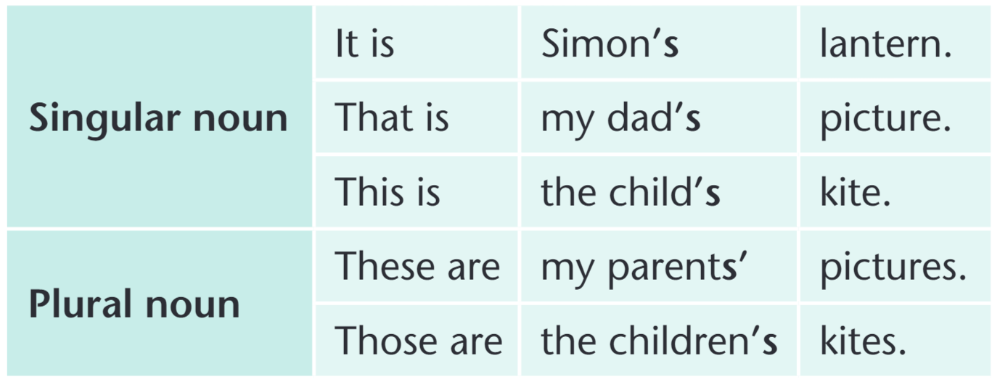 Singular noun
It is Simon's lantern.
That is my dad's picture.
This is the child's kite.
Plural noun
These are my parents' pictures.
Those are the children's kites.